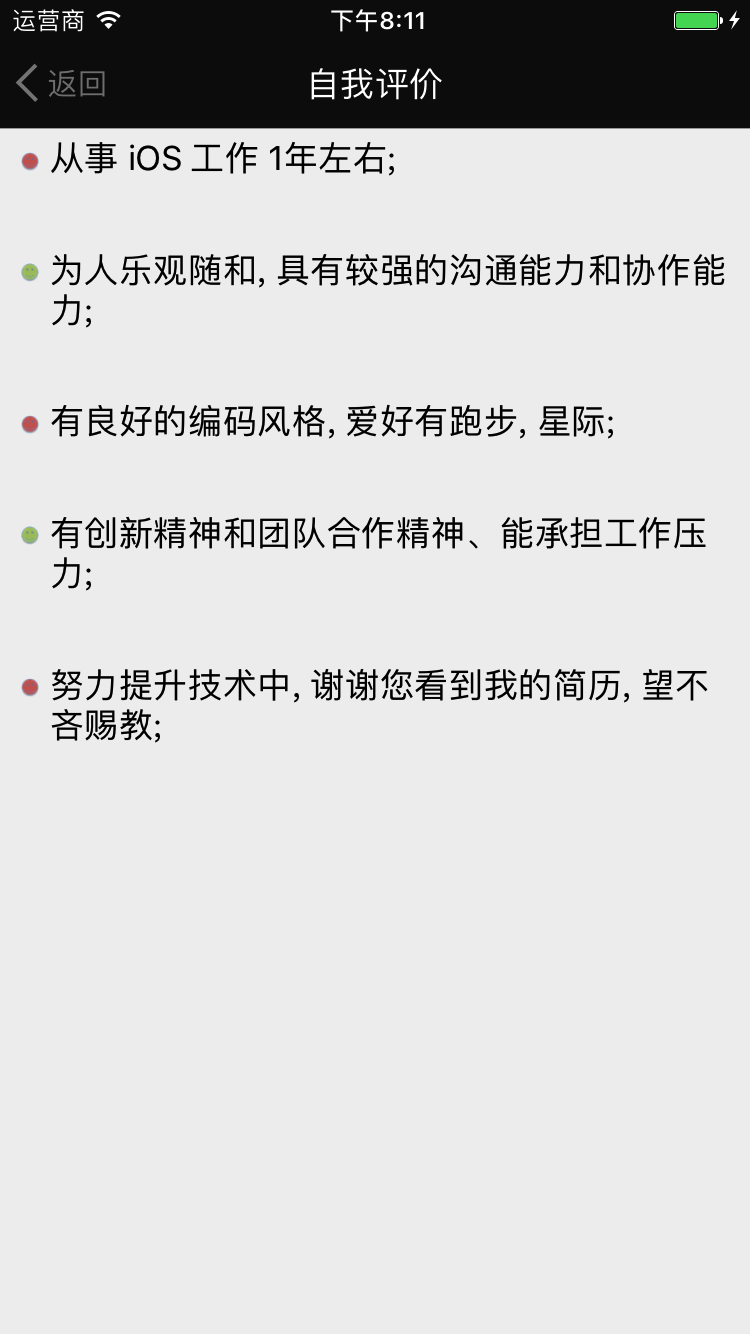 运营商 下午8:11
返回 自我评价
从事 iOS 工作 1年左右;
为人乐观随和, 具有较强的沟通能力和协作能
力;
有良好的编码风格, 爱好有跑步, 星际;
有创新精神和团队合作精神、能承担工作压
力;
努力提升技术中, 谢谢您看到我的简历, 望不
吝赐教;